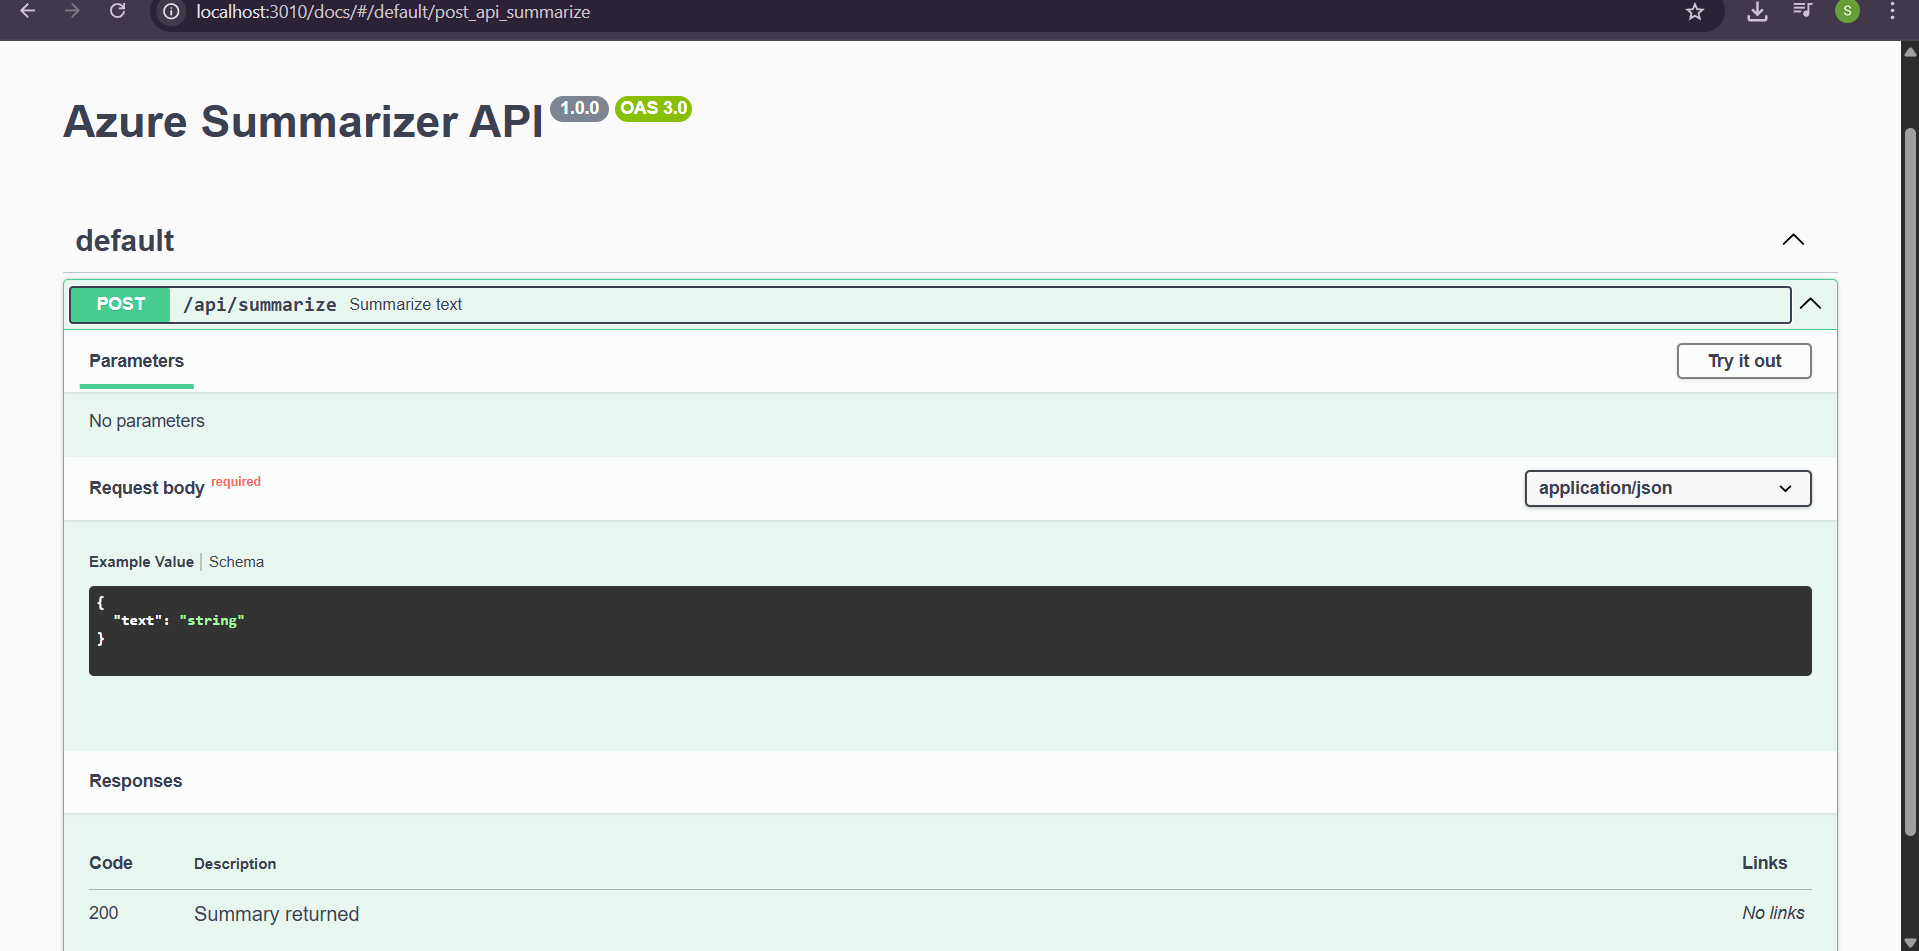 localhost:3010/docs/#/default/post_api_summarize
S
Azure Summarizer API 1.0.0 OAS 3.0
default
POST /api/summarize Summarize text
Parameters
Try it out
No parameters
Request body required
application/json
Example Value | Schema
{
"text": "string"
}
Responses
Code Description Links
200 Summary returned No links